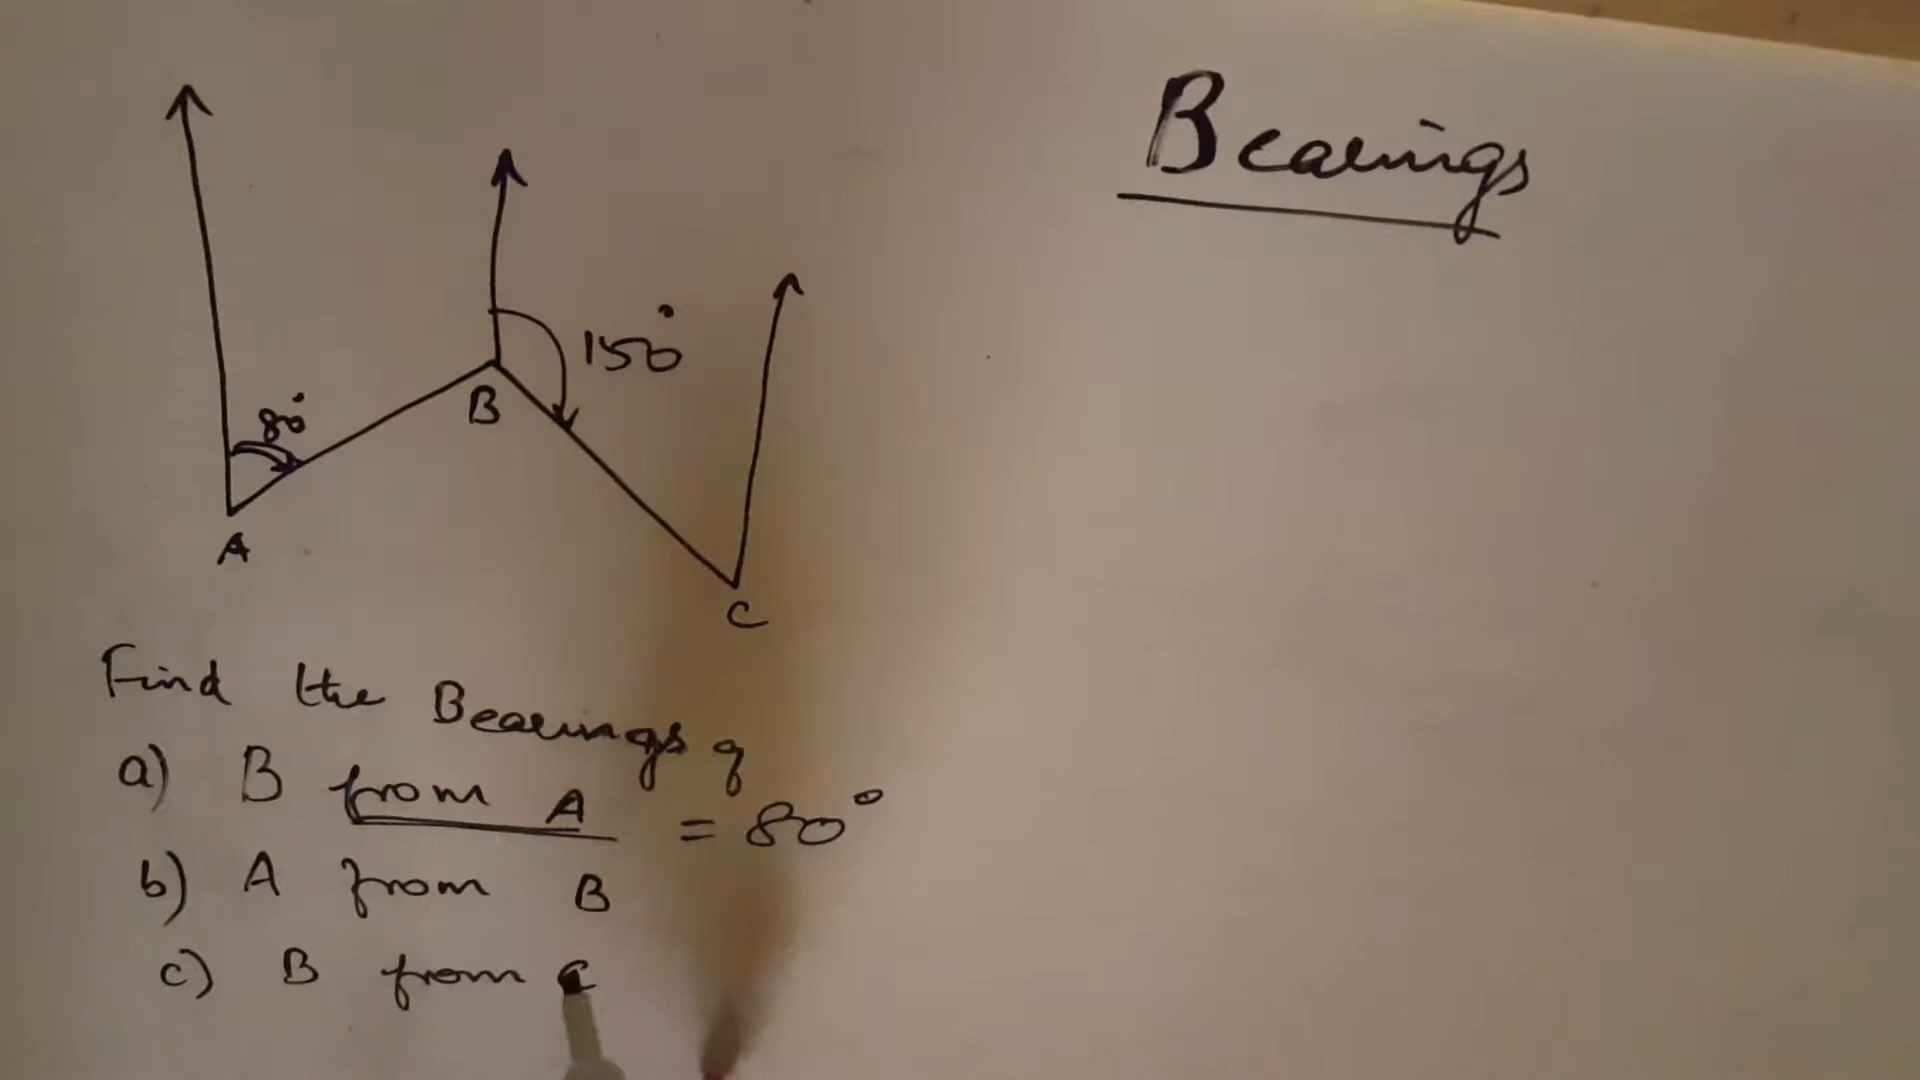 Bearings
150°
B
80°
A
C
Find the Bearings of
a) B from A = 80°
b) A from B
c) B from C